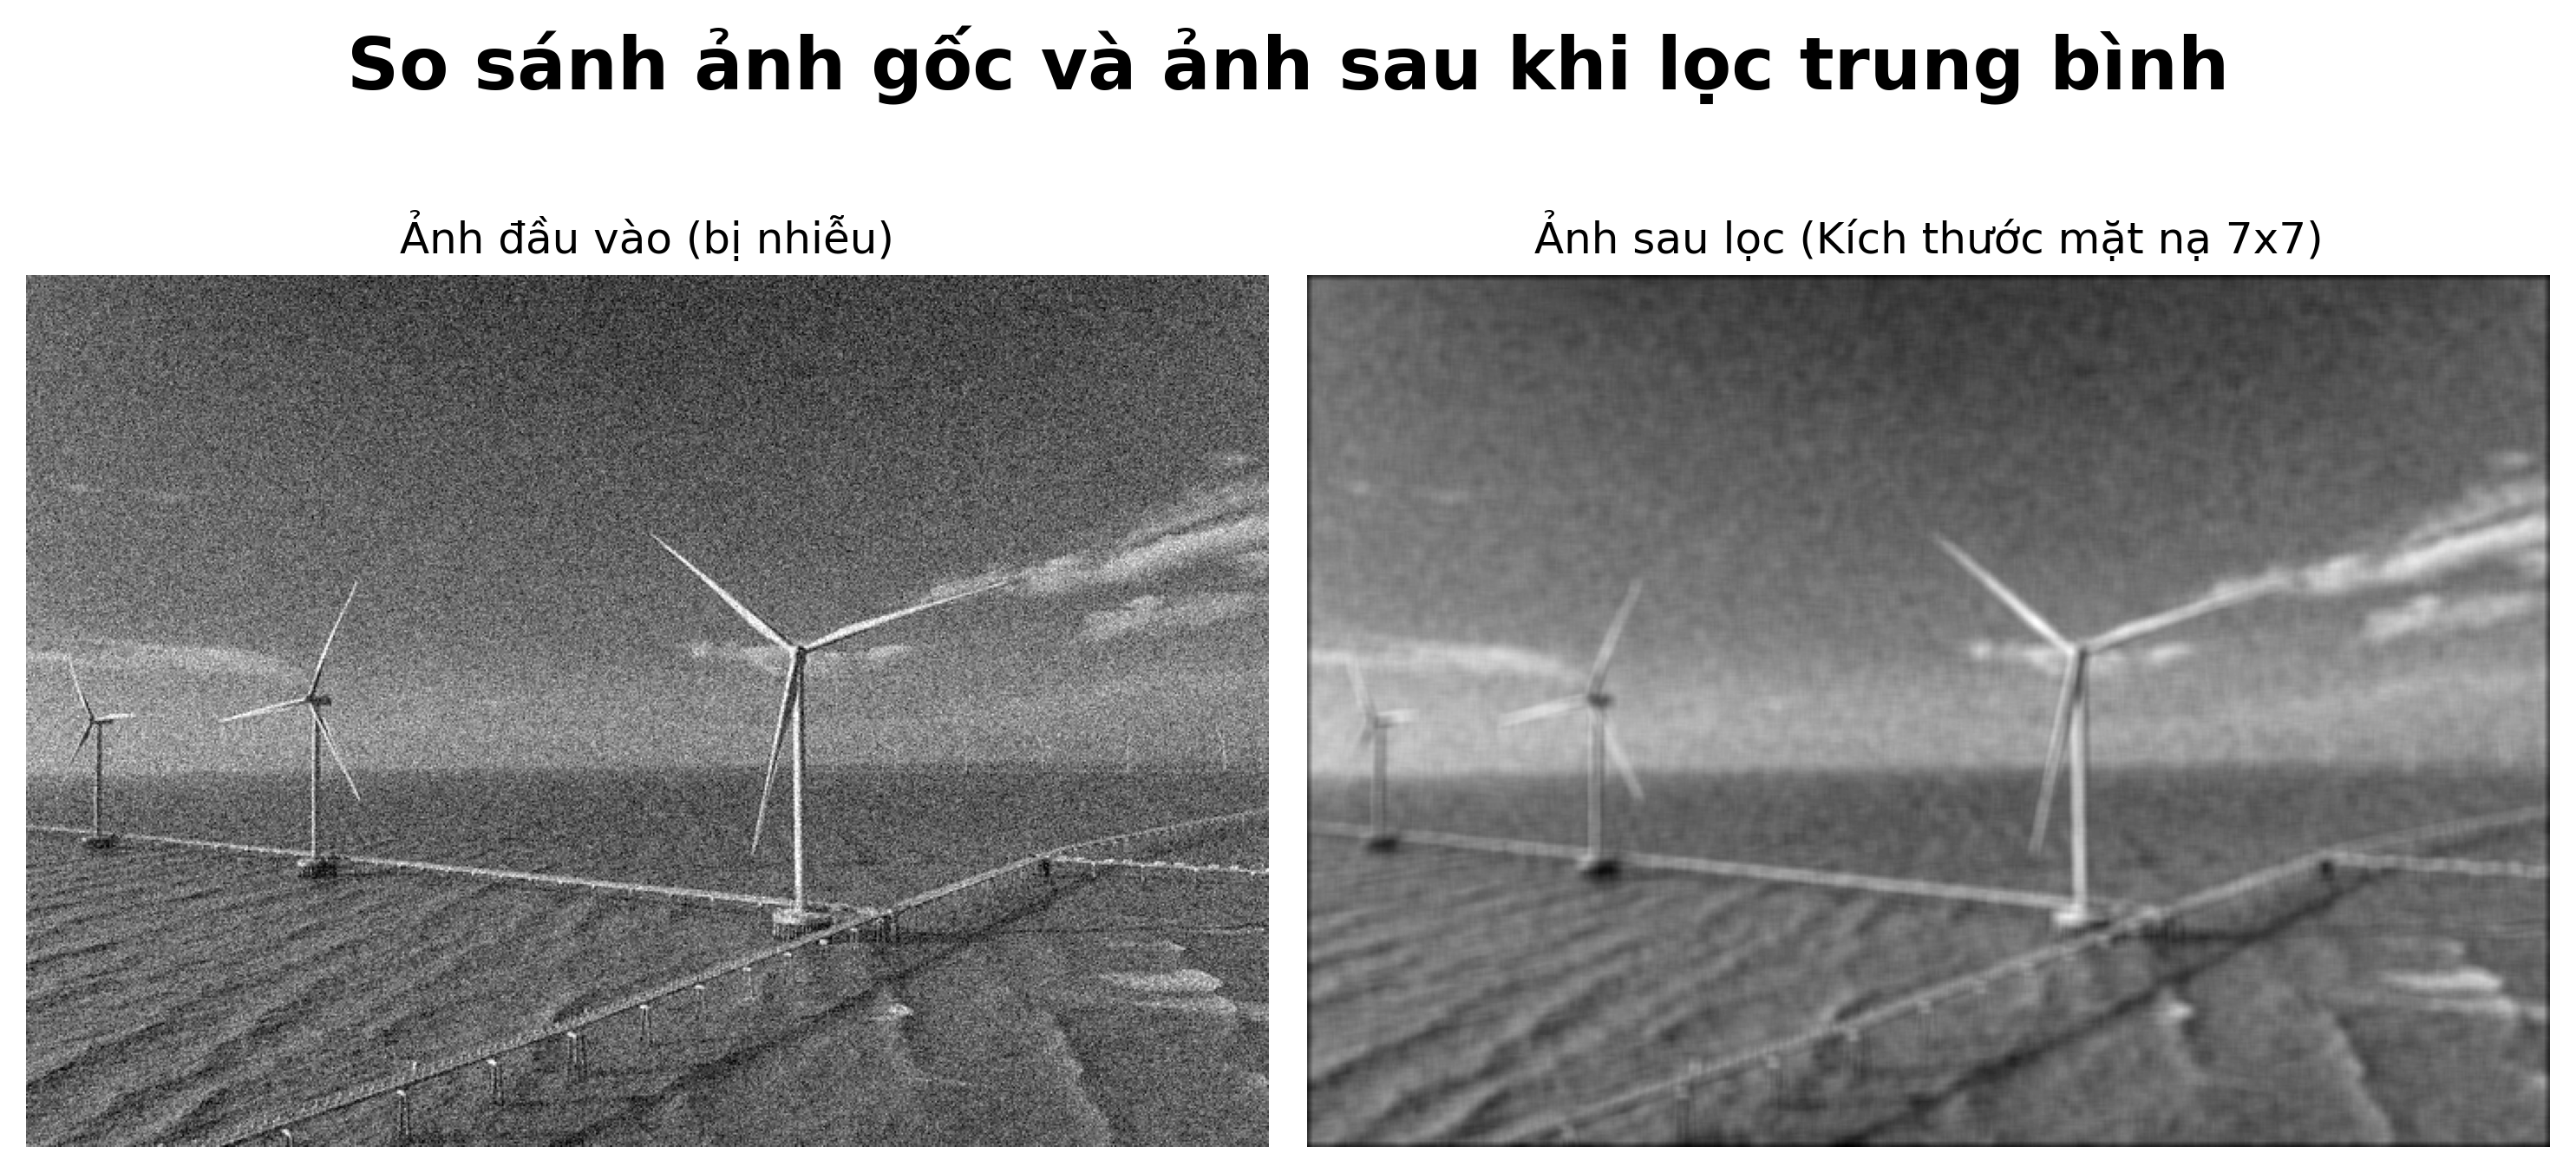 So sánh ảnh gốc và ảnh sau khi lọc trung bình
Ảnh đầu vào (bị nhiễu)
Ảnh sau lọc (Kích thước mặt nạ 7x7)